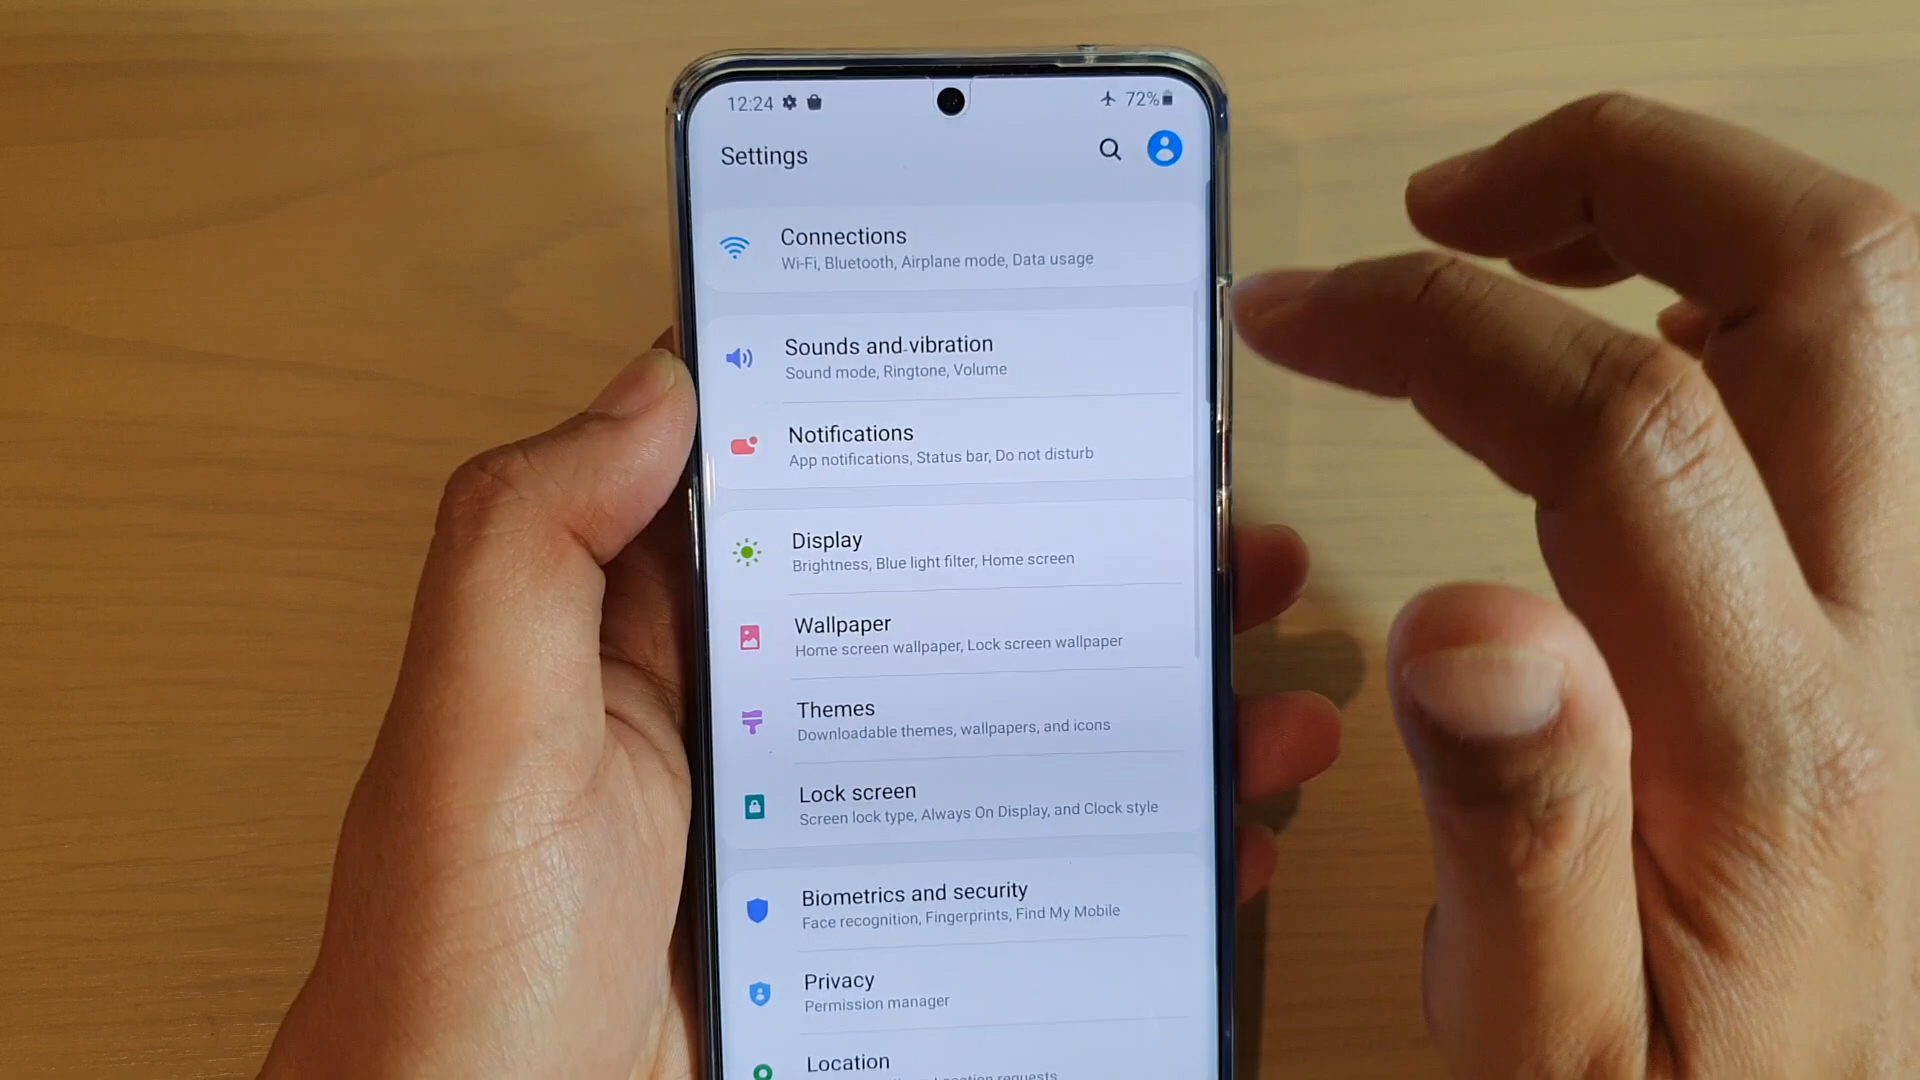 12:24
72%
Settings
Connections
Wi-Fi, Bluetooth, Airplane mode, Data usage
Sounds and vibration
Sound mode, Ringtone, Volume
Notifications
App notifications, Status bar, Do not disturb
Display
Brightness, Blue light filter, Home screen
Wallpaper
Home screen wallpaper, Lock screen wallpaper
Themes
Downloadable themes, wallpapers, and icons
Lock screen
Screen lock type, Always On Display, and Clock style
Biometrics and security
Face recognition, Fingerprints, Find My Mobile
Privacy
Permission manager
Location
requests